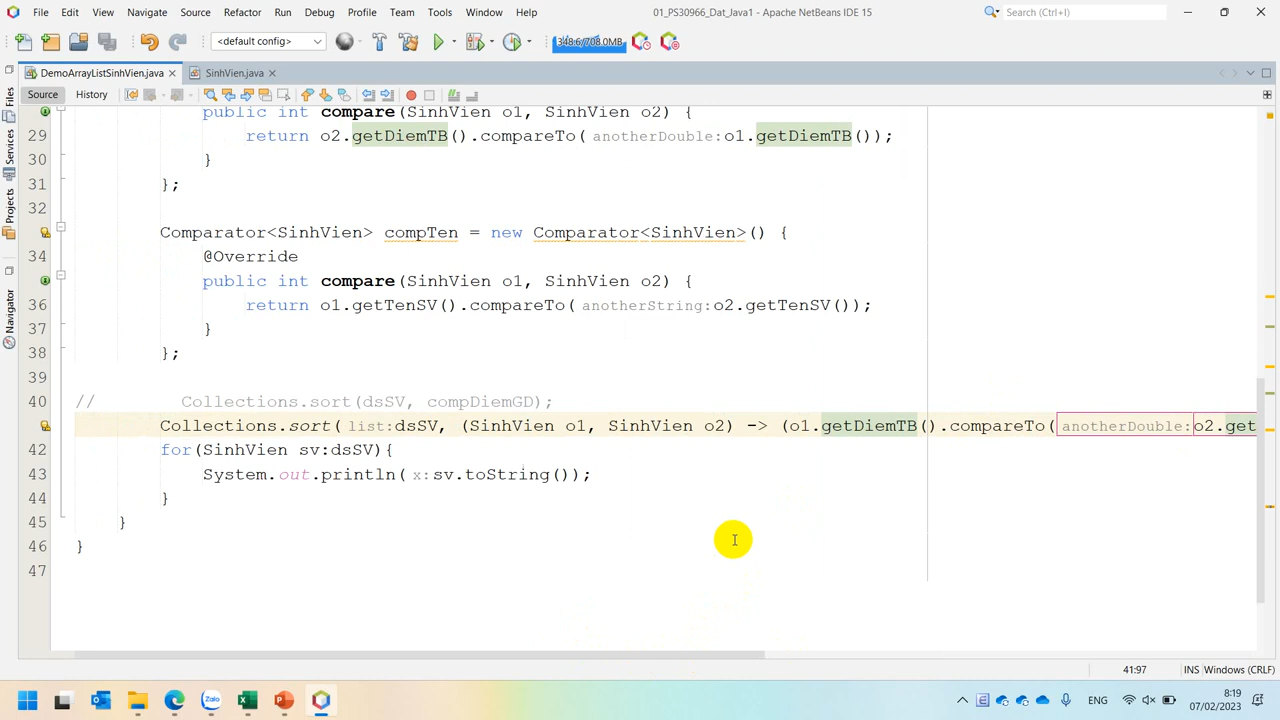 File Edit View Navigate Source Refactor Run Debug Profile Team Tools Window Help
01_PS30966_Dat_Java1 - Apache NetBeans IDE 15
Search (Ctrl+I)
<default config>
348.6/708.0MB
DemoArrayListSinhVien.java
SinhVien.java
Source History
Files
Services
Projects
Navigator
public int compare(SinhVien o1, SinhVien o2) {
29 return o2.getDiemTB().compareTo(anotherDouble:o1.getDiemTB());
30 }
31 };
32
Comparator<SinhVien> compTen = new Comparator<SinhVien>() {
34 @Override
public int compare(SinhVien o1, SinhVien o2) {
36 return o1.getTenSV().compareTo(anotherString:o2.getTenSV());
37 }
38 };
39
40 // Collections.sort(dsSV, compDiemGD);
Collections.sort(list:dsSV, (SinhVien o1, SinhVien o2) -> (o1.getDiemTB().compareTo(anotherDouble:o2.get
42 for(SinhVien sv:dsSV){
43 System.out.println(x:sv.toString());
44 }
45 }
46 }
47
41:97 INS Windows (CRLF)
ENG
8:19
07/02/2023